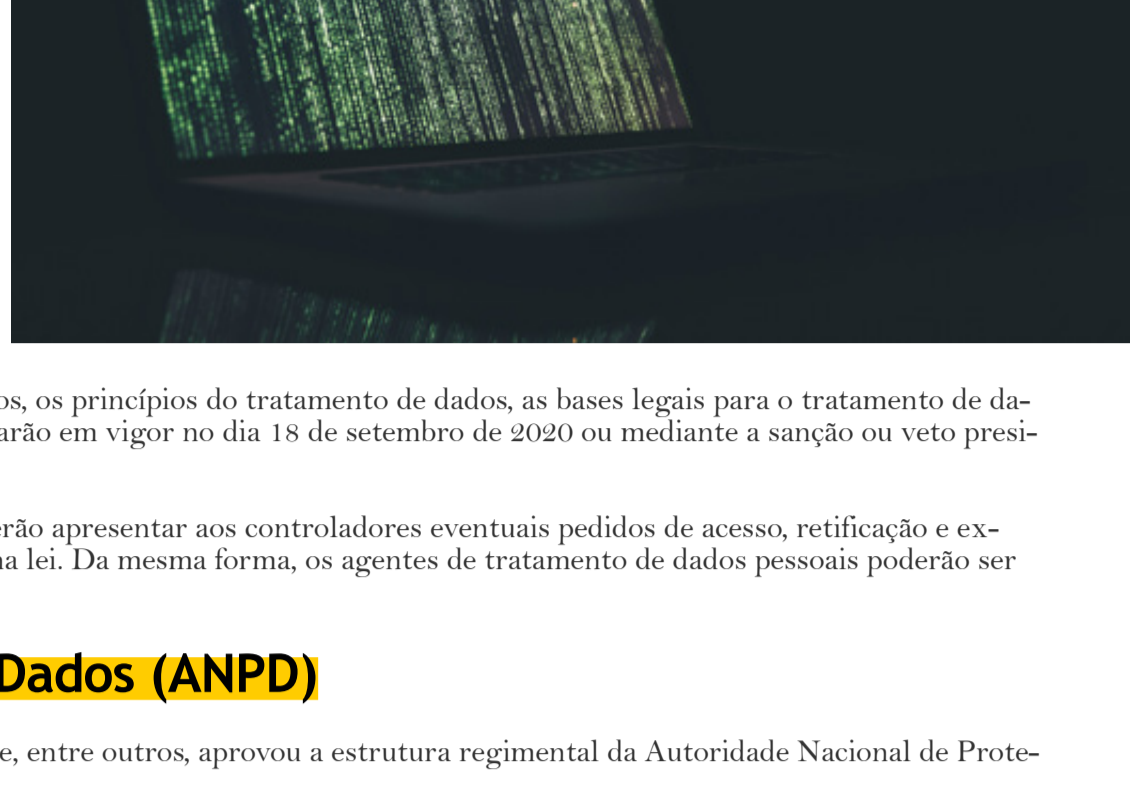 os, os princípios do tratamento de dados, as bases legais para o tratamento de da-
arão em vigor no dia 18 de setembro de 2020 ou mediante a sanção ou veto presi-
erão apresentar aos controladores eventuais pedidos de acesso, retificação e ex-
na lei. Da mesma forma, os agentes de tratamento de dados pessoais poderão ser
Dados (ANPD)
e, entre outros, aprovou a estrutura regimental da Autoridade Nacional de Prote-